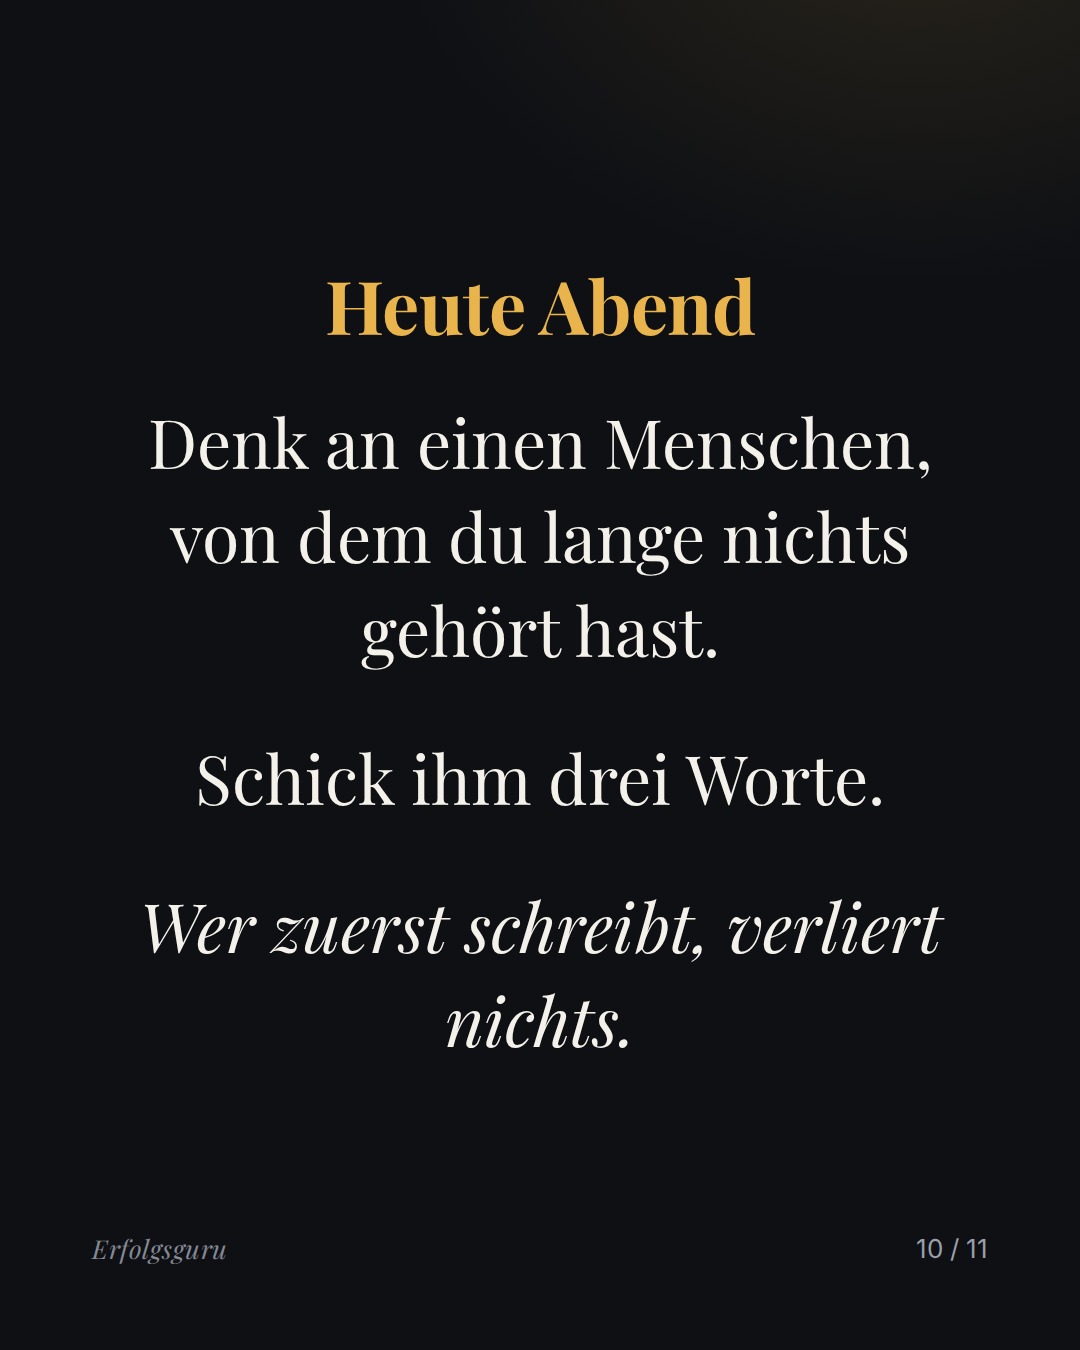 Heute Abend
Denk an einen Menschen,
von dem du lange nichts
gehört hast.
Schick ihm drei Worte.
Wer zuerst schreibt, verliert
nichts.
Erfolgsguru
10 / 11